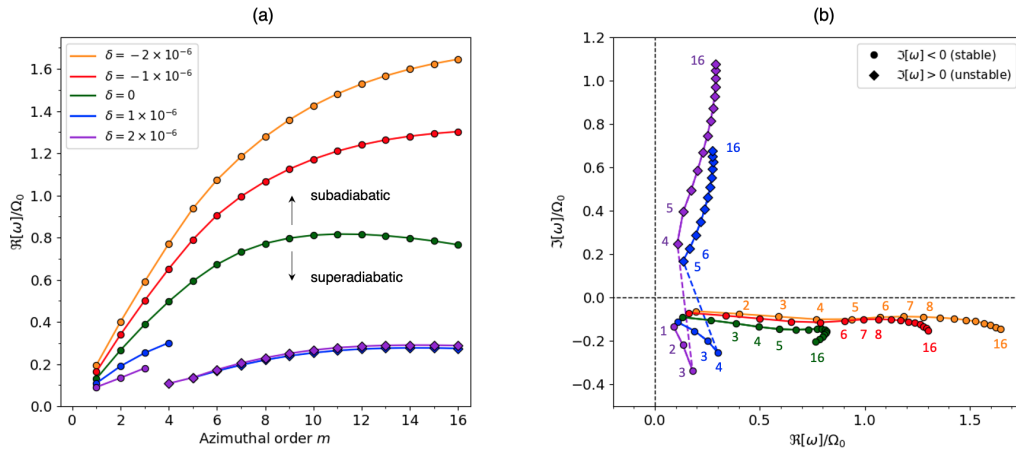 (a)
ℜ[ω]/Ω₀
1.6
1.4
1.2
1.0
0.8
0.6
0.4
0.2
0.0
δ = −2 × 10⁻⁶
δ = −1 × 10⁻⁶
δ = 0
δ = 1 × 10⁻⁶
δ = 2 × 10⁻⁶
subadiabatic
superadiabatic
0 2 4 6 8 10 12 14 16
Azimuthal order m
(b)
ℑ[ω]/Ω₀
1.2
1.0
0.8
0.6
0.4
0.2
0.0
−0.2
−0.4
ℑ[ω]<0 (stable)
ℑ[ω]>0 (unstable)
16
16
5
4
6
5
2 3 4 5 6 7 8
1
2
3
3 4
3 4 5
16
6 7 8
16
16
0.0 0.5 1.0 1.5
ℜ[ω]/Ω₀